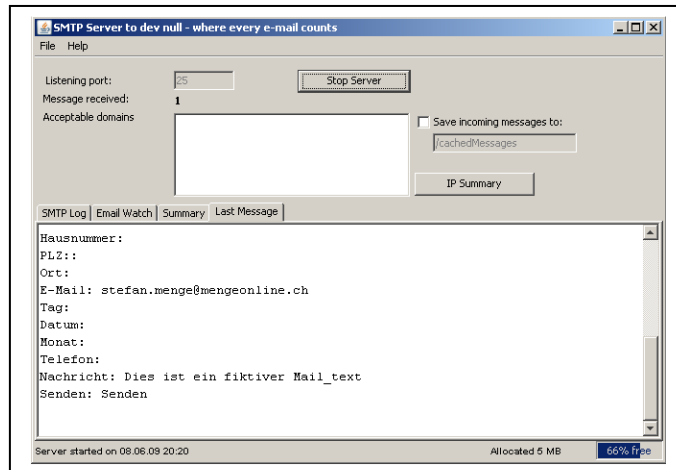 SMTP Server to dev null - where every e-mail counts
File Help
Listening port: 25 Stop Server
Message received: 1
Acceptable domains
Save incoming messages to:
/cachedMessages
IP Summary
SMTP Log Email Watch Summary Last Message
Hausnummer:
PLZ::
Ort:
E-Mail: stefan.menge@mengeonline.ch
Tag:
Datum:
Monat:
Telefon:
Nachricht: Dies ist ein fiktiver Mail_text
Senden: Senden
Server started on 08.06.09 20:20 Allocated 5 MB 66% free